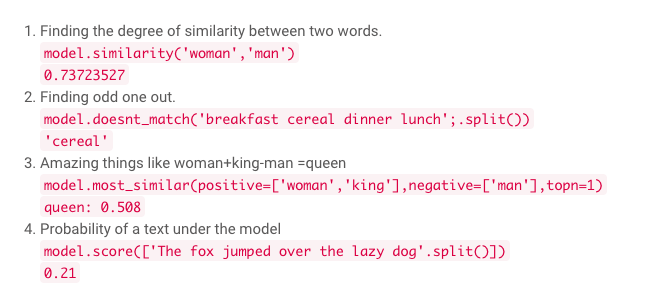 1. Finding the degree of similarity between two words.
model.similarity('woman','man')
0.73723527
2. Finding odd one out.
model.doesnt_match('breakfast cereal dinner lunch';.split())
'cereal'
3. Amazing things like woman+king-man =queen
model.most_similar(positive=['woman','king'],negative=['man'],topn=1)
queen: 0.508
4. Probability of a text under the model
model.score(['The fox jumped over the lazy dog'.split()])
0.21